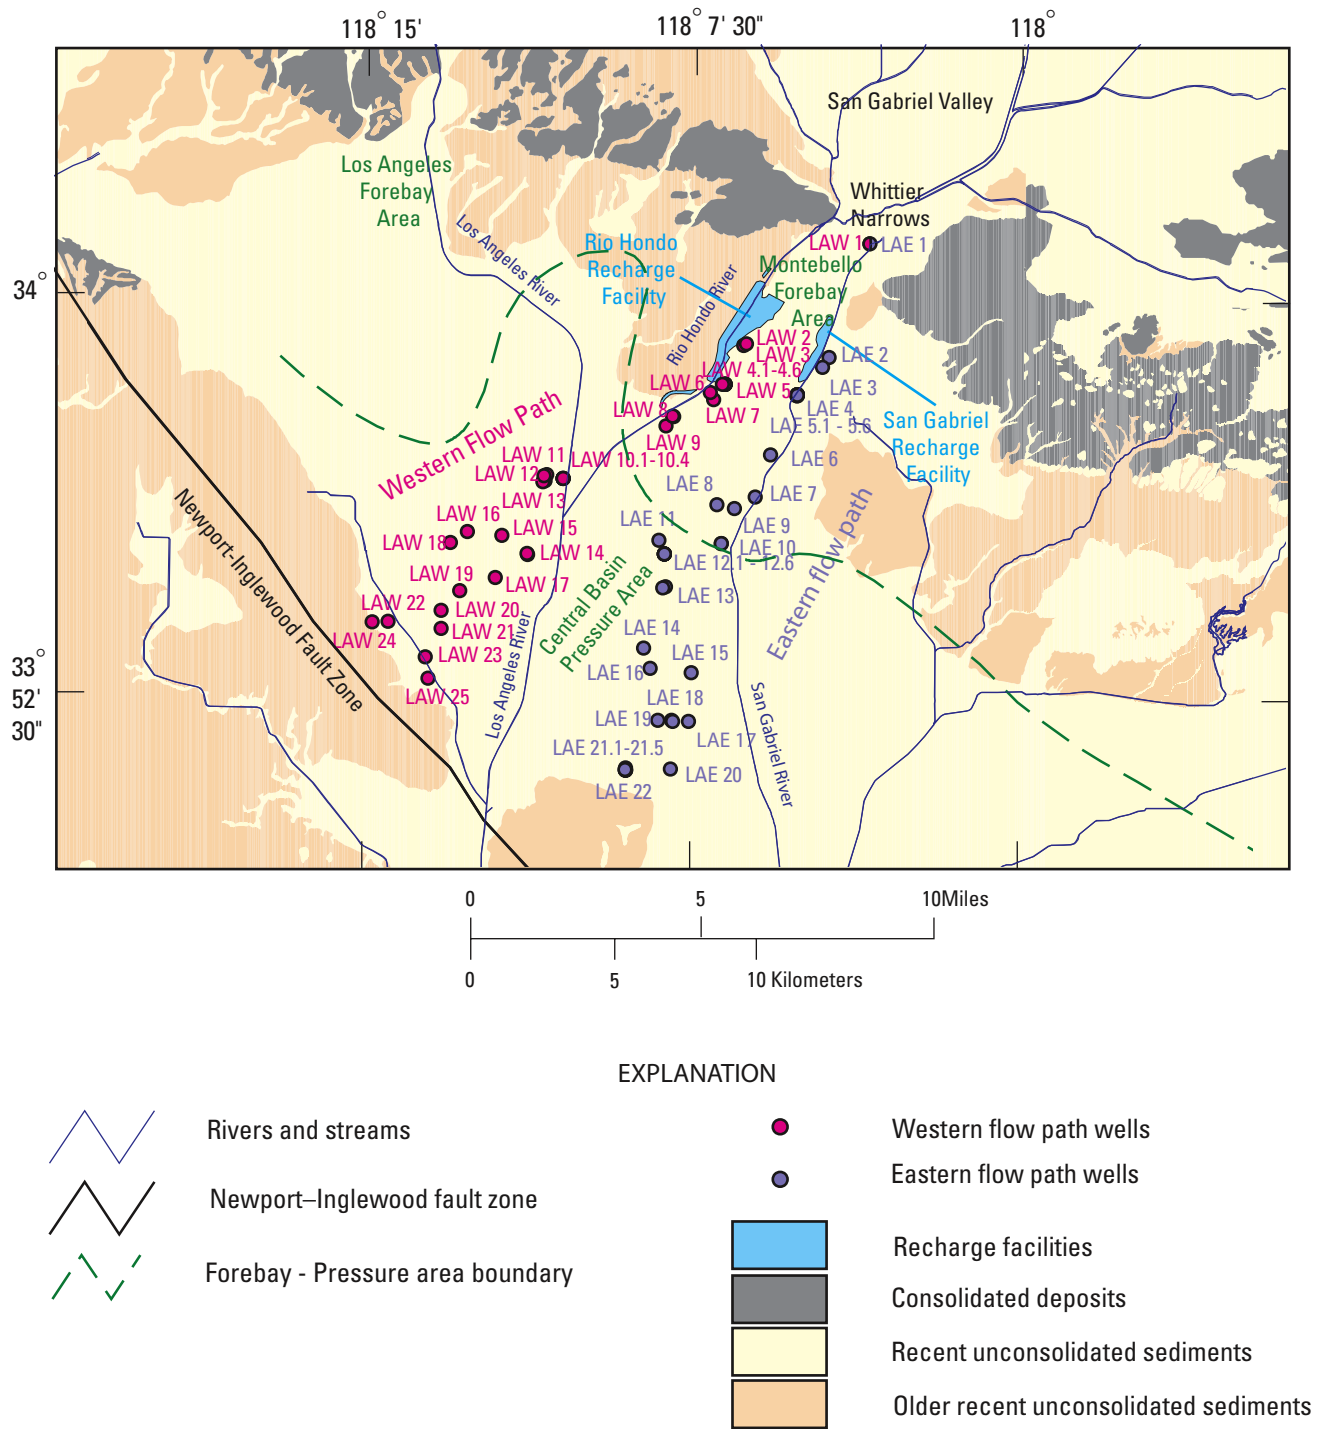 118° 15'
118° 7' 30"
118°
San Gabriel Valley
Los Angeles
Forebay
Area
Whittier
Narrows
Los Angeles River
Rio Hondo
Recharge
Facility
LAW 1
LAE 1
Montebello
Forebay
Area
34°
Rio Hondo River
LAW 2
LAW 3
LAE 2
LAW 4.1-4.6
LAW 6
LAW 5
LAE 3
LAW 8
LAW 7
LAE 4
LAE 5.1 - 5.6
San Gabriel
Recharge
Facility
Western Flow Path
LAW 9
LAW 11
LAW 10.1-10.4
LAW 12
LAE 6
LAW 13
LAE 8
LAE 7
Newport-Inglewood Fault Zone
LAW 16
LAW 15
LAE 11
LAE 9
LAW 18
LAW 14
LAE 10
LAE 12.1 - 12.6
Eastern flow path
LAW 19
LAW 17
LAE 13
Central Basin
Pressure Area
LAW 22
LAW 20
LAW 21
LAW 24
LAE 14
LAE 15
LAW 23
LAE 16
33°
52'
30"
LAW 25
Los Angeles River
San Gabriel River
LAE 18
LAE 19
LAE 17
LAE 21.1-21.5
LAE 20
LAE 22
0
5
10Miles
0
5
10 Kilometers
EXPLANATION
Rivers and streams
Newport–Inglewood fault zone
Forebay - Pressure area boundary
Western flow path wells
Eastern flow path wells
Recharge facilities
Consolidated deposits
Recent unconsolidated sediments
Older recent unconsolidated sediments